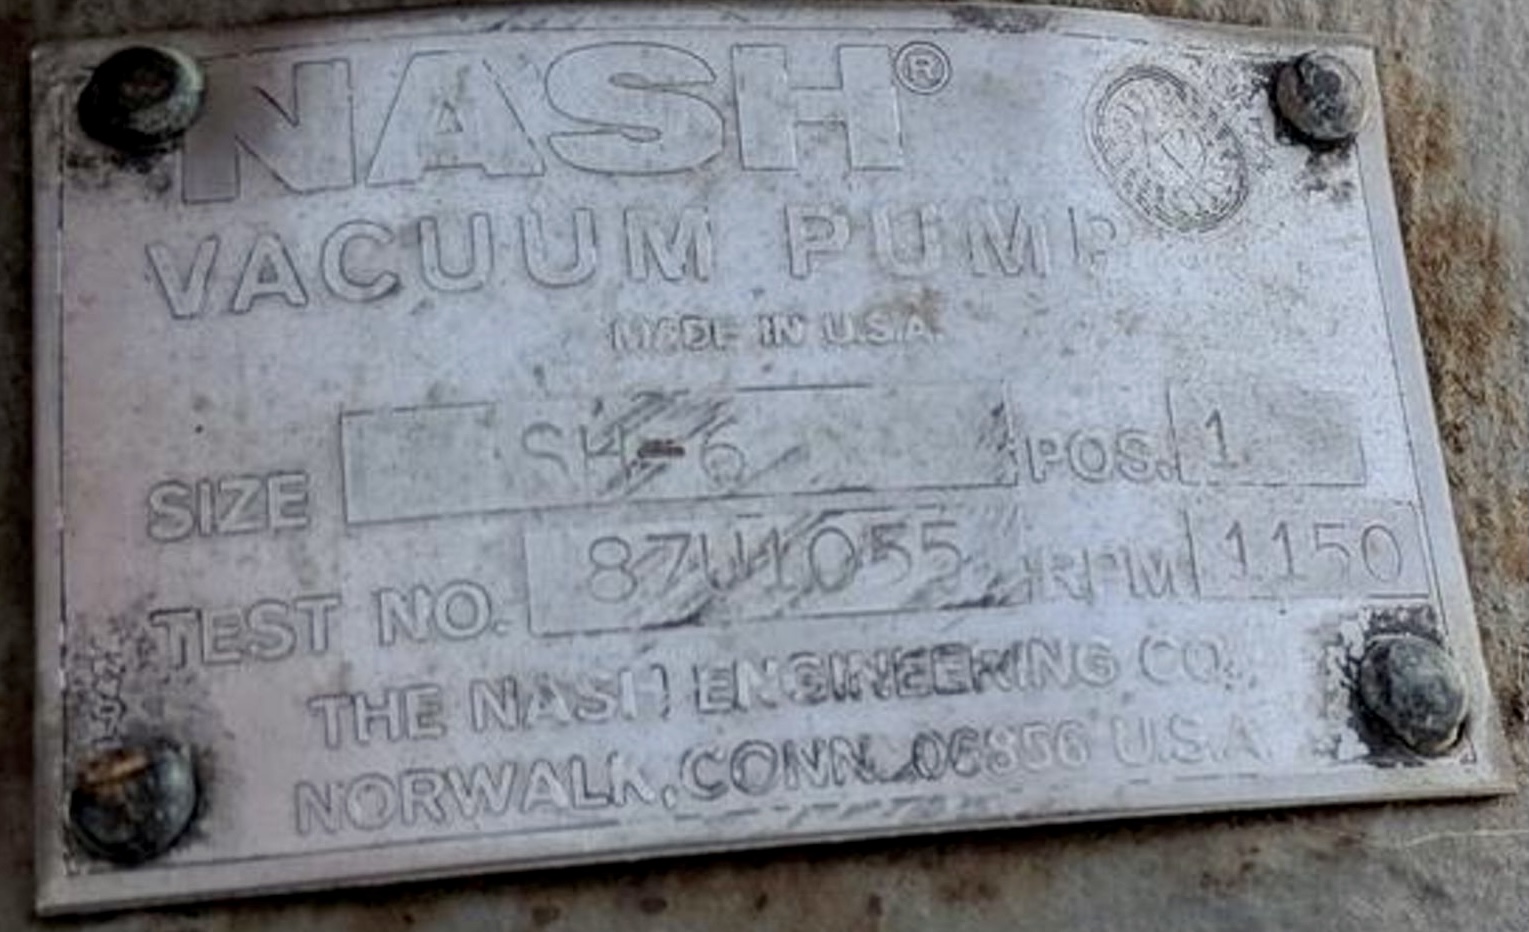 NASH®
VACUUM PUMP
MADE IN U.S.A.
SIZE SH-6 POS. 1
TEST NO. 87U1055 RPM 1150
THE NASH ENGINEERING CO.
NORWALK, CONN. 06856 U.S.A.